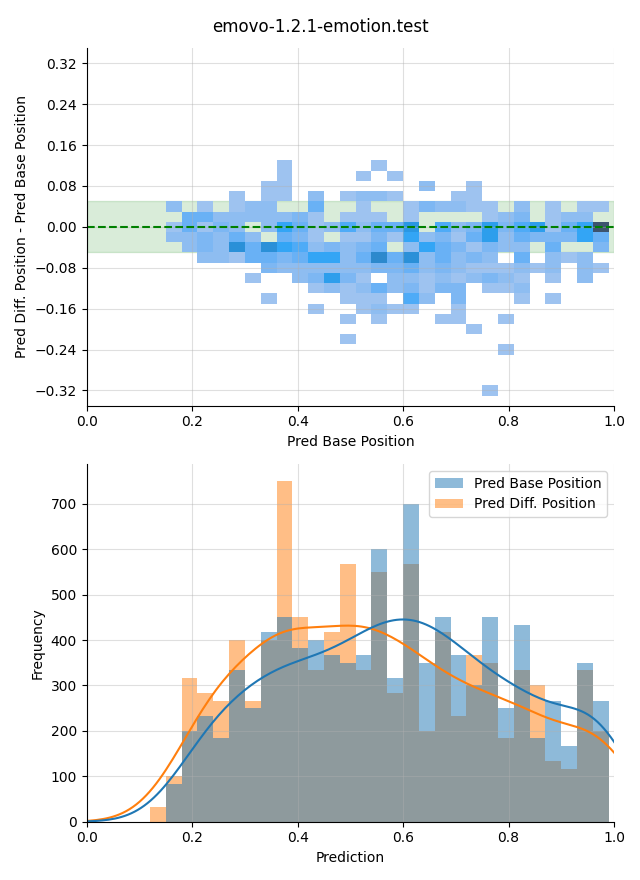 emovo-1.2.1-emotion.test
0.32
0.24
0.16
0.08
0.00
−0.08
−0.16
−0.24
−0.32
Pred Diff. Position - Pred Base Position
0.0 0.2 0.4 0.6 0.8 1.0
Pred Base Position
Pred Base Position
Pred Diff. Position
700
600
500
400
300
200
100
0
Frequency
0.0 0.2 0.4 0.6 0.8 1.0
Prediction